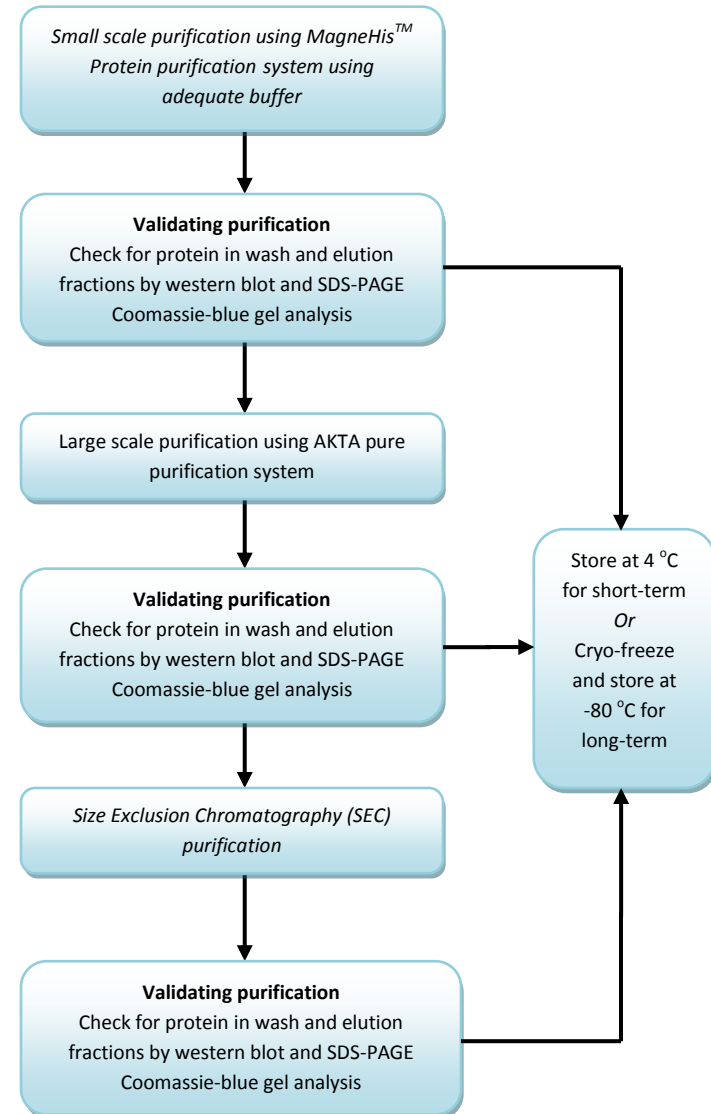 Small scale purification using MagneHis™
Protein purification system using
adequate buffer
Validating purification
Check for protein in wash and elution
fractions by western blot and SDS-PAGE
Coomassie-blue gel analysis
Large scale purification using AKTA pure
purification system
Validating purification
Check for protein in wash and elution
fractions by western blot and SDS-PAGE
Coomassie-blue gel analysis
Store at 4 °C
for short-term
Or
Cryo-freeze
and store at
-80 °C for
long-term
Size Exclusion Chromatography (SEC)
purification
Validating purification
Check for protein in wash and elution
fractions by western blot and SDS-PAGE
Coomassie-blue gel analysis